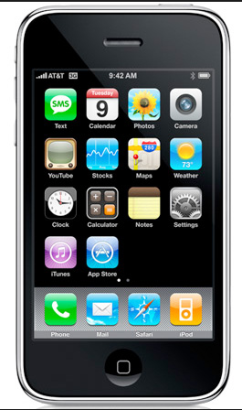 AT&T 3G 9:42 AM
SMS Tuesday 9 280 73°
Text Calendar Photos Camera
YouTube Stocks Maps Weather
Clock Calculator Notes Settings
iTunes App Store
Phone Mail Safari iPod